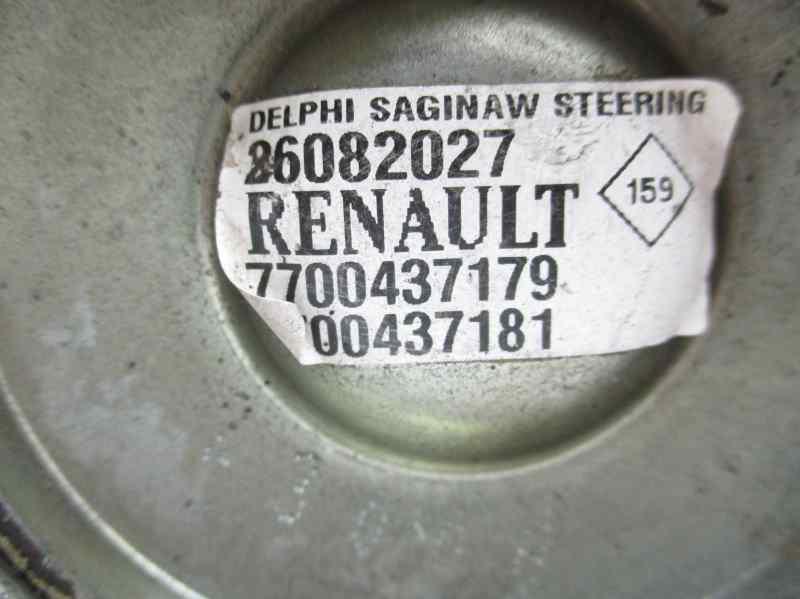 DELPHI SAGINAW STEERING
26082027
159
RENAULT
7700437179
00437181